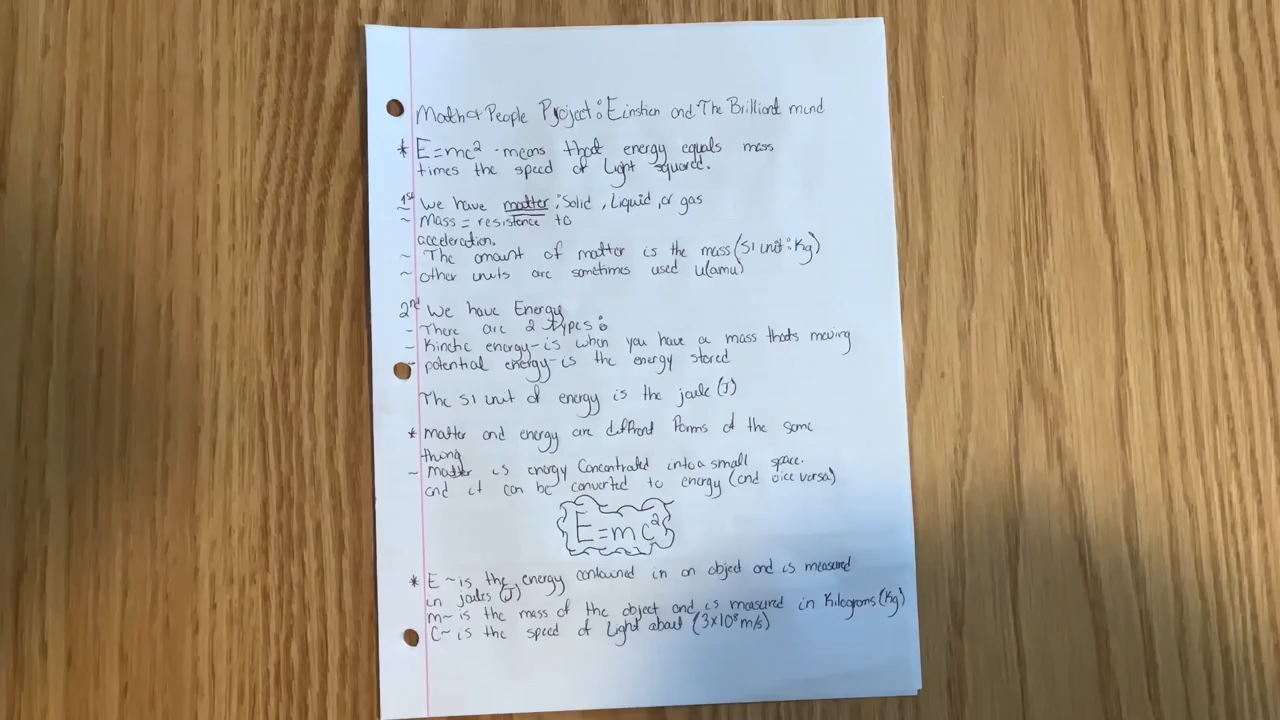 Math & People Project: Einstien and The Brilliant mind
* E=mc² - means that energy equals mass
times the speed of Light squared.
1st We have matter: Solid, Liquid, or gas
~ Mass = resistence to
acceleration.
~ The amount of matter is the mass (SI unit: Kg)
~ other units are sometimes used u(amu)
2nd We have Energy
- There are 2 types:
~ Kinetic energy - is when you have a mass thats moving
- potential energy - is the energy stored
The SI unit of energy is the joule (J)
* matter and energy are diffrent Forms of the same
thing
~ Matter is energy Concentrated into a small space.
and it can be converted to energy (and vice versa)
E=mc²
* E ~ is the energy contained in an object and is measured
in joules (J)
m~ is the mass of the object and is measured in Kilograms (Kg)
C~ is the speed of Light about (3x10⁸ m/s)